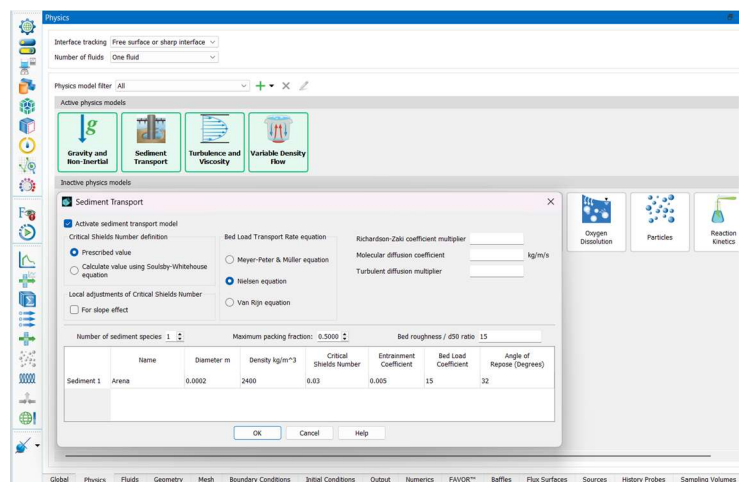 Physics
Interface tracking Free surface or sharp interface
Number of fluids One fluid
Physics model filter All
Active physics models
g
Gravity and Non-Inertial
Sediment Transport
Turbulence and Viscosity
Variable Density Flow
Inactive physics models
Sediment Transport
Activate sediment transport model
Critical Shields Number definition
Prescribed value
Calculate value using Soulsby-Whitehouse equation
Local adjustments of Critical Shields Number
For slope effect
Bed Load Transport Rate equation
Meyer-Peter & Müller equation
Nielsen equation
Van Rijn equation
Richardson-Zaki coefficient multiplier
Molecular diffusion coefficient kg/m/s
Turbulent diffusion multiplier
Oxygen Dissolution
Particles
Reaction Kinetics
Number of sediment species 1 Maximum packing fraction: 0.5000 Bed roughness / d50 ratio 15
Name Diameter m Density kg/m^3 Critical Shields Number Entrainment Coefficient Bed Load Coefficient Angle of Repose (Degrees)
Sediment 1 Arena 0.0002 2400 0.03 0.005 15 32
OK Cancel Help
Global Physics Fluids Geometry Mesh Boundary Conditions Initial Conditions Output Numerics FAVOR™ Baffles Flux Surfaces Sources History Probes Sampling Volumes